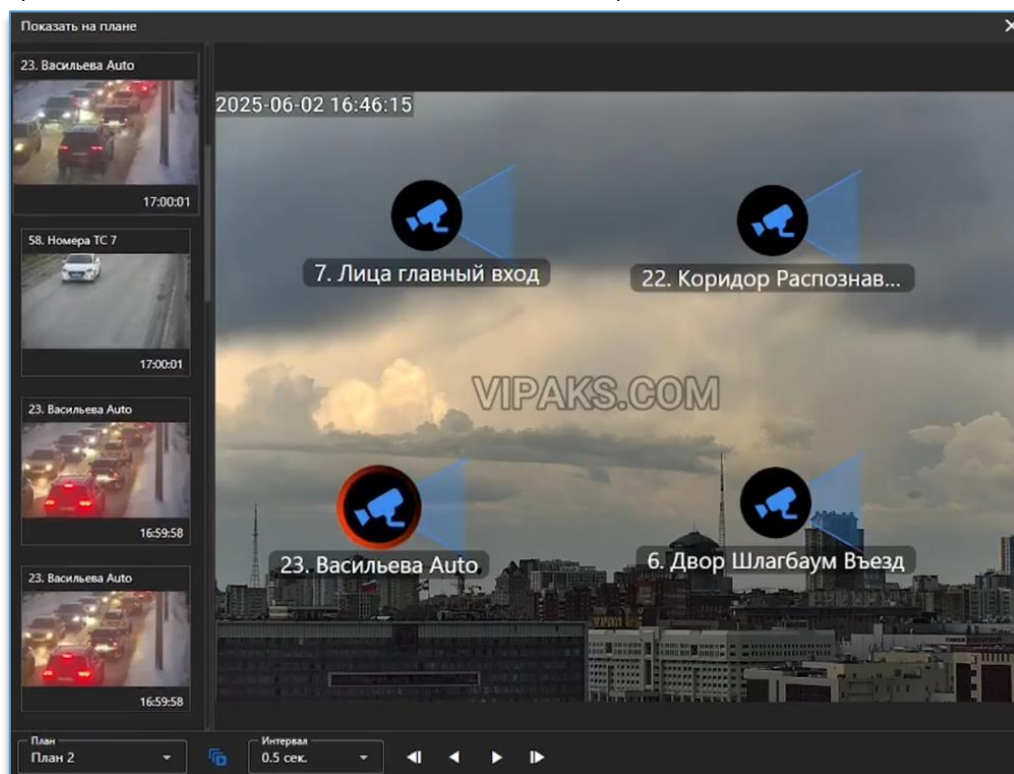 Показать на плане
23. Васильева Auto
17:00:01
58. Номера ТС 7
17:00:01
23. Васильева Auto
16:59:58
23. Васильева Auto
16:59:58
2025-06-02 16:46:15
7. Лица главный вход
22. Коридор Распознав...
VIPAKS.COM
23. Васильева Auto
6. Двор Шлагбаум Въезд
План
План 2
Интервал
0.5 сек.